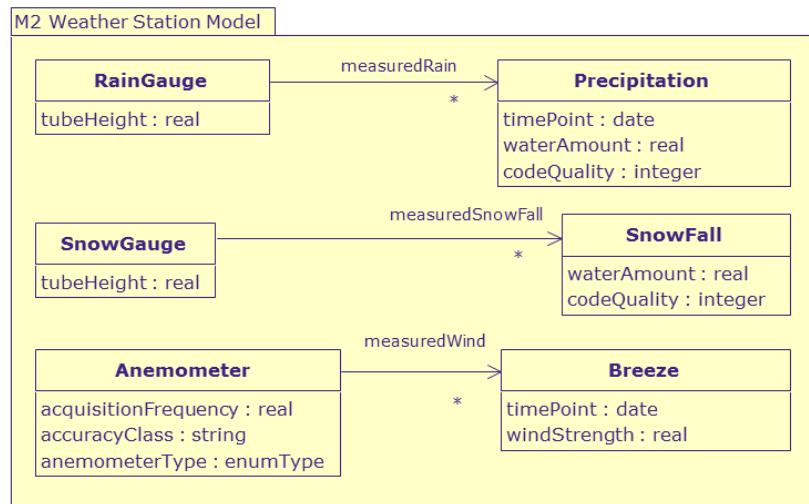 M2 Weather Station Model
RainGauge
tubeHeight : real
measuredRain
*
Precipitation
timePoint : date
waterAmount : real
codeQuality : integer
SnowGauge
tubeHeight : real
measuredSnowFall
*
SnowFall
waterAmount : real
codeQuality : integer
Anemometer
acquisitionFrequency : real
accuracyClass : string
anemometerType : enumType
measuredWind
*
Breeze
timePoint : date
windStrength : real